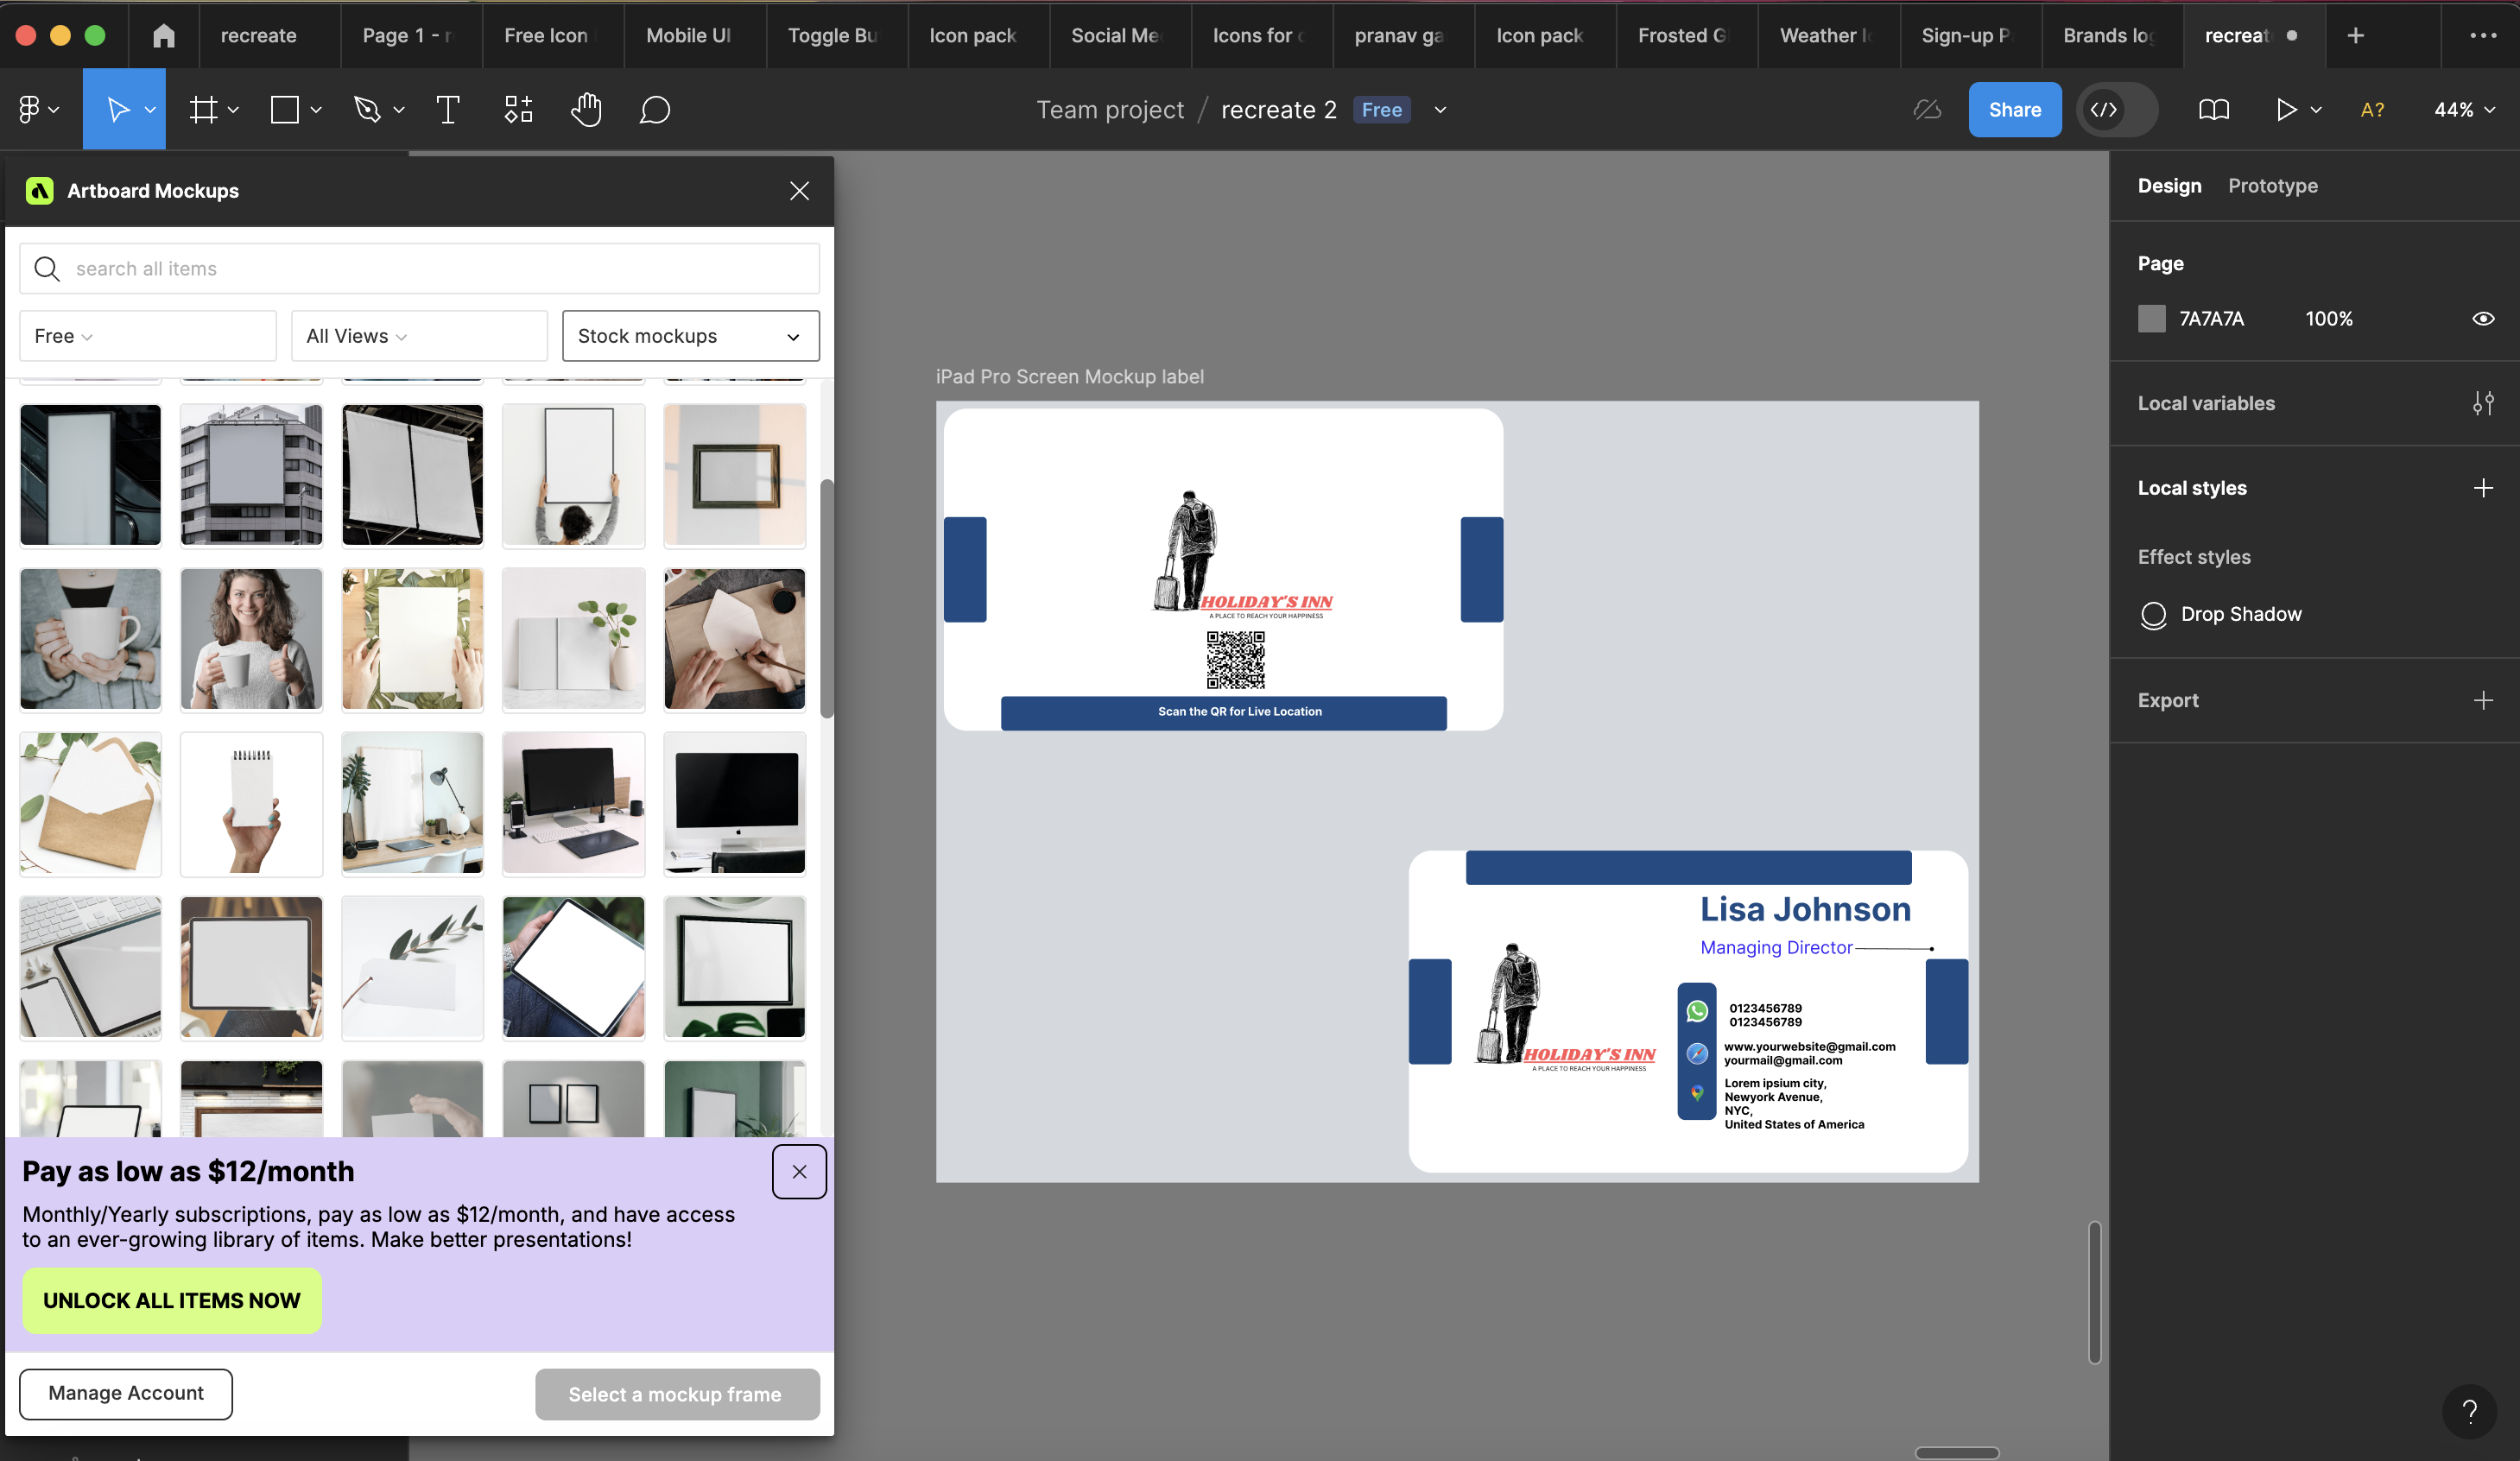 recreate
Page 1 - r
Free Icon
Mobile UI
Toggle Bu
Icon pack
Social Me
Icons for c
pranav ga
Icon pack
Frosted G
Weather I
Sign-up P
Brands log
recreat
Team project / recreate 2 Free
Share
A?
44%
Artboard Mockups
search all items
Free
All Views
Stock mockups
Pay as low as $12/month
Monthly/Yearly subscriptions, pay as low as $12/month, and have access
to an ever-growing library of items. Make better presentations!
UNLOCK ALL ITEMS NOW
Manage Account
Select a mockup frame
iPad Pro Screen Mockup label
HOLIDAY'S INN
A PLACE TO REACH YOUR HAPPINESS
Scan the QR for Live Location
Lisa Johnson
Managing Director
HOLIDAY'S INN
A PLACE TO REACH YOUR HAPPINESS
0123456789
0123456789
www.yourwebsite@gmail.com
yourmail@gmail.com
Lorem ipsium city,
Newyork Avenue,
NYC,
United States of America
Design
Prototype
Page
7A7A7A
100%
Local variables
Local styles
Effect styles
Drop Shadow
Export
?